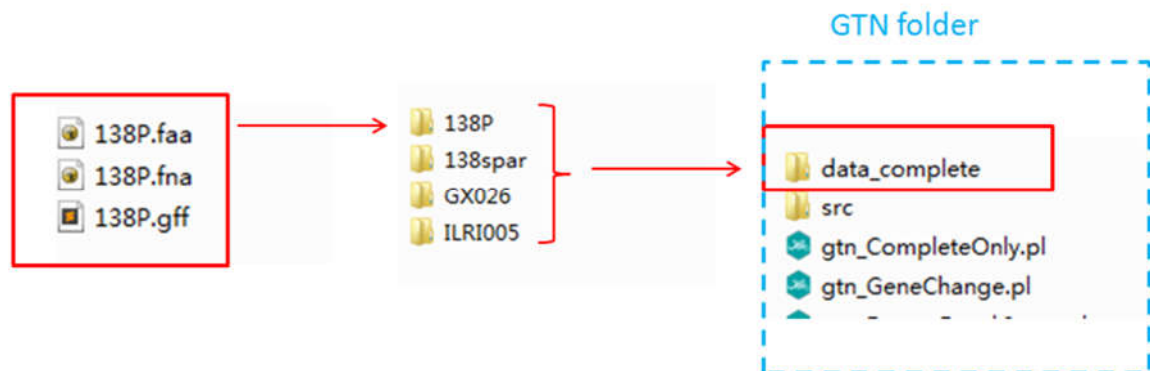 GTN folder
138P.faa
138P.fna
138P.gff
138P
138spar
GX026
ILRI005
data_complete
src
gtn_CompleteOnly.pl
gtn_GeneChange.pl